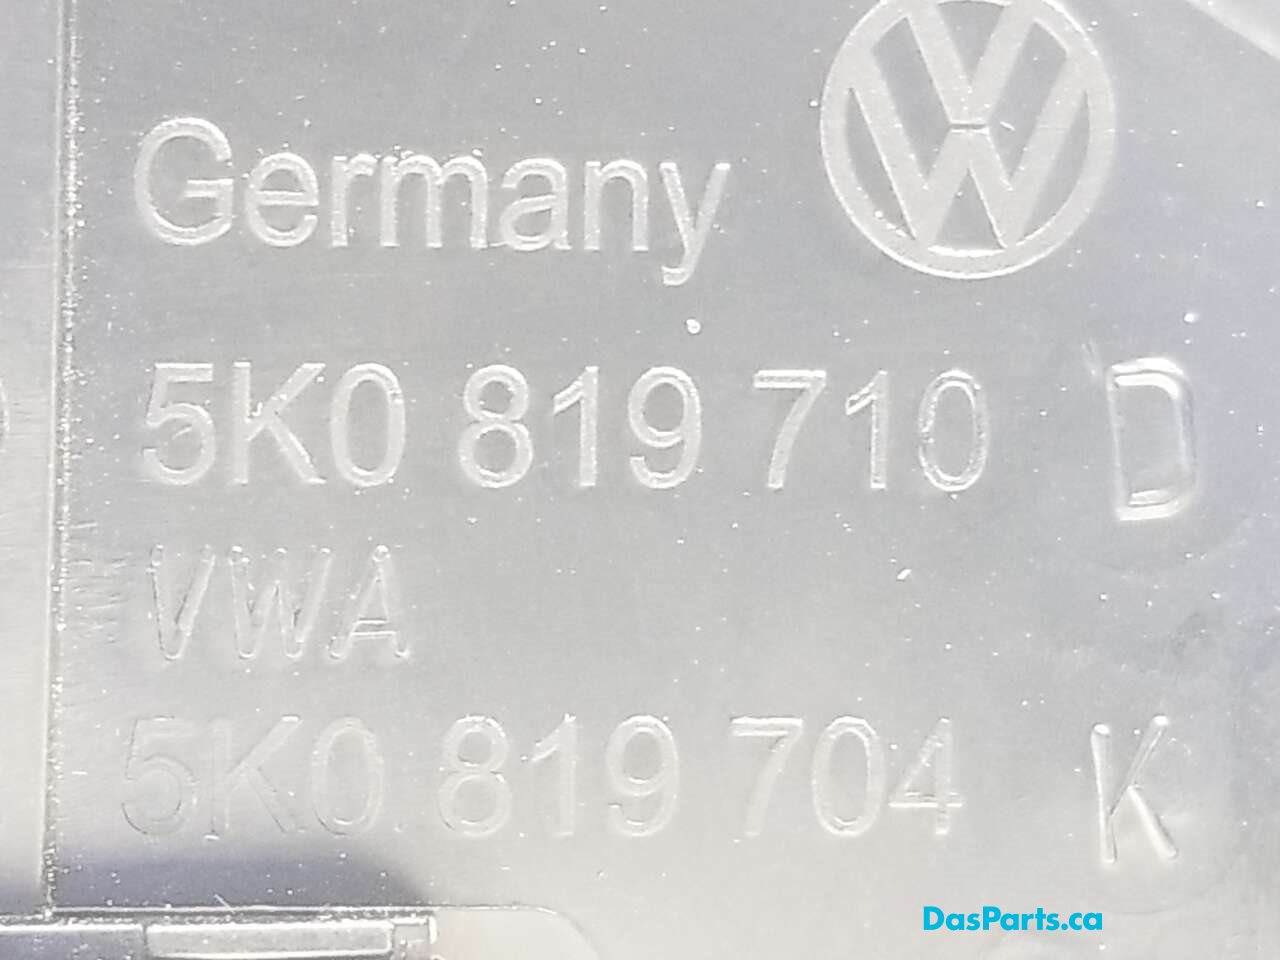 Germany
5K0 819 710 D
VWA
5K0 819 704 K
DasParts.ca